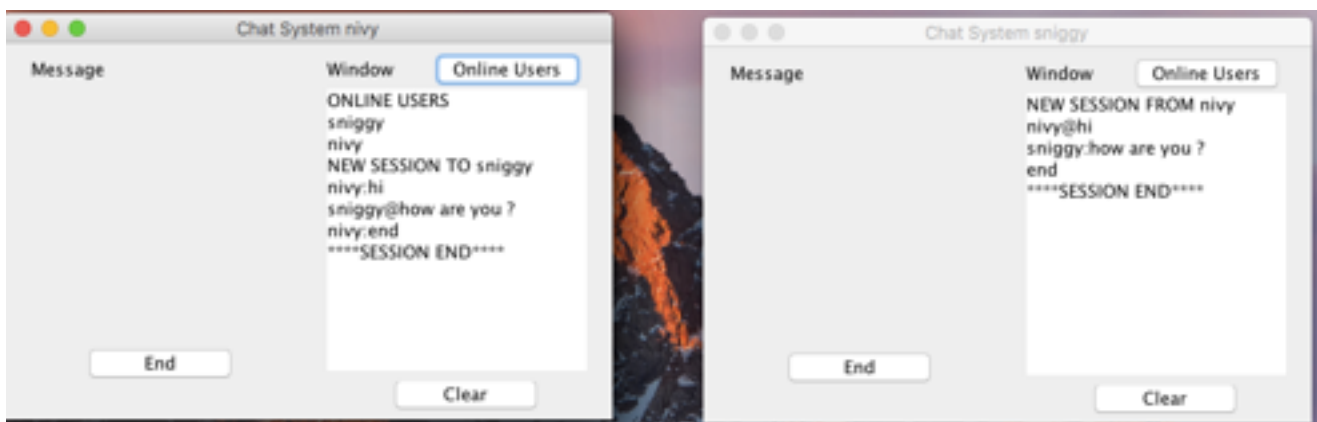 Chat System nivy
Message
Window
Online Users
ONLINE USERS
sniggy
nivy
NEW SESSION TO sniggy
nivy:hi
sniggy@how are you ?
nivy:end
****SESSION END****
End
Clear
Chat System sniggy
Message
Window
Online Users
NEW SESSION FROM nivy
nivy@hi
sniggy:how are you ?
end
****SESSION END****
End
Clear